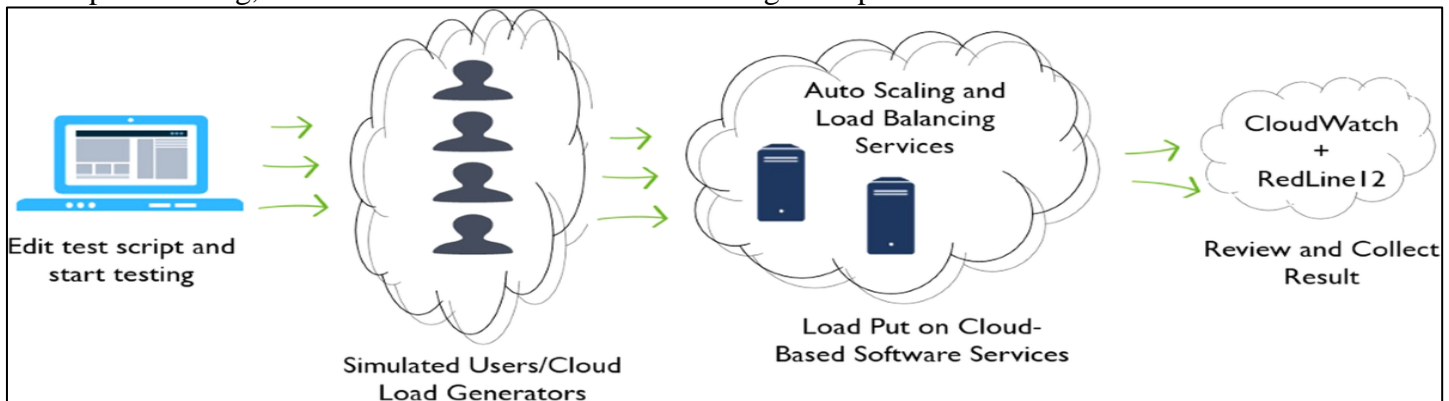 Edit test script and
start testing
Simulated Users/Cloud
Load Generators
Auto Scaling and
Load Balancing
Services
Load Put on Cloud-
Based Software Services
CloudWatch
+
RedLine12
Review and Collect
Result